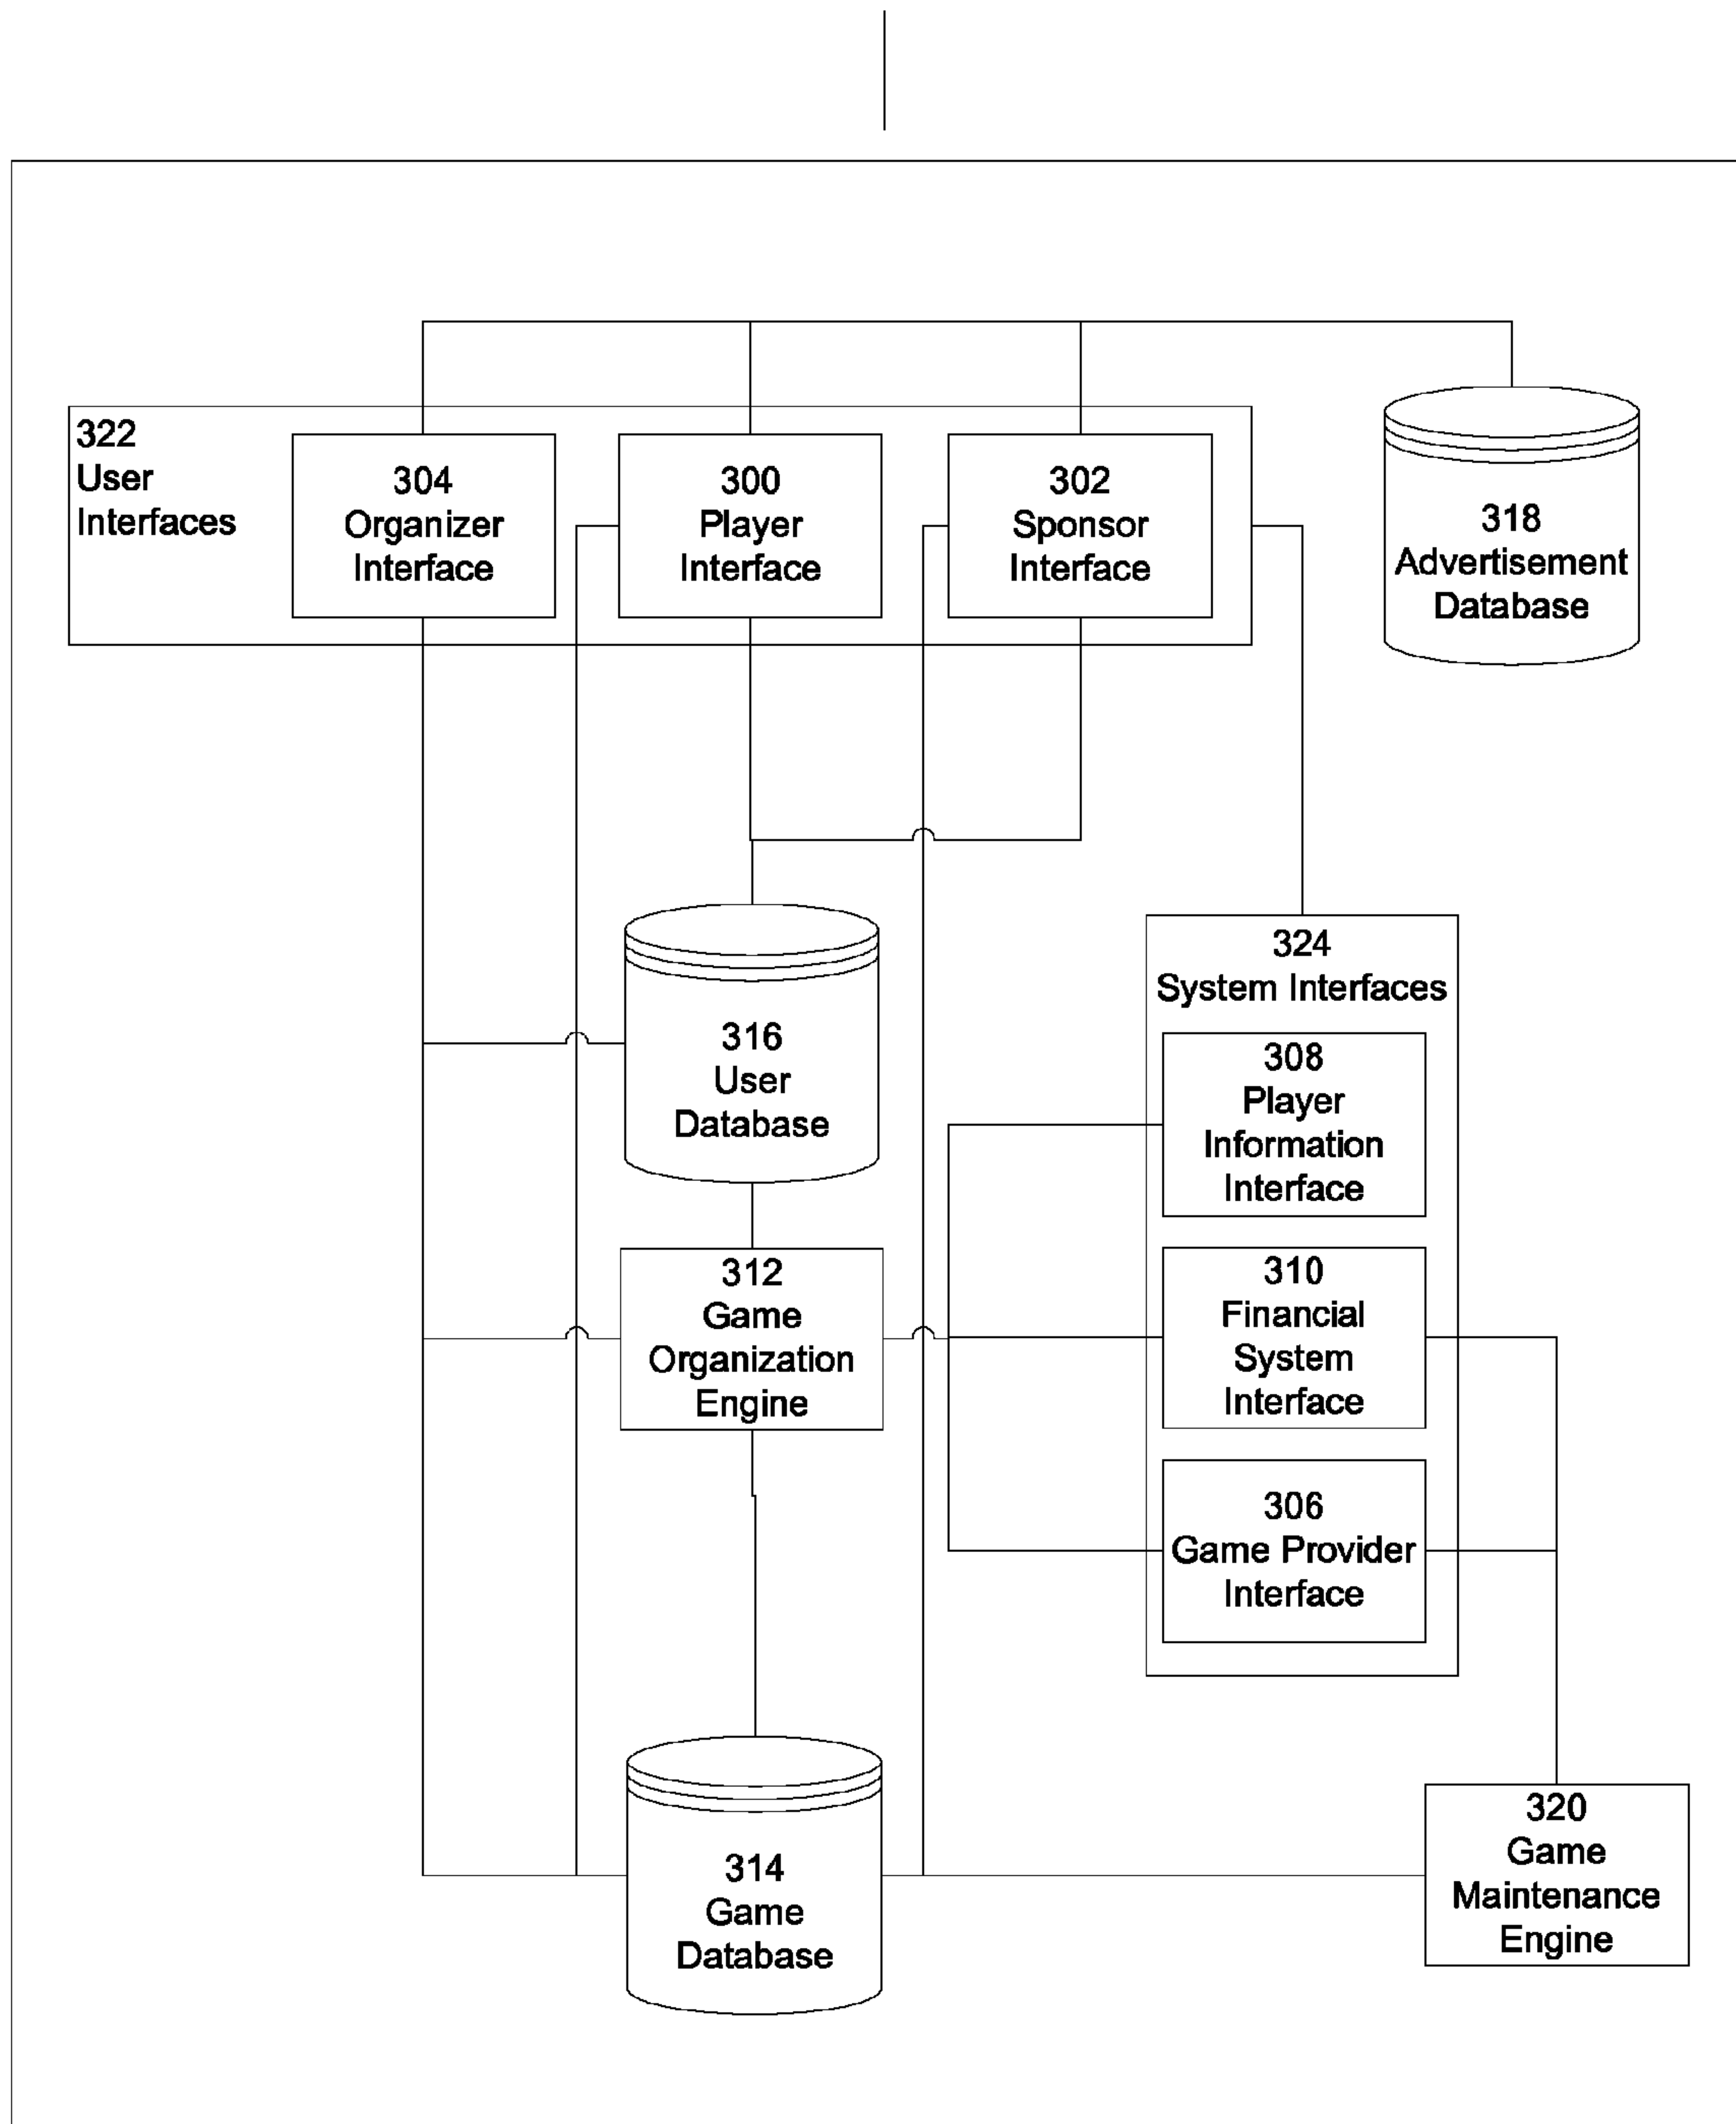 322
User
Interfaces
304
Organizer
Interface
300
Player
Interface
302
Sponsor
Interface
318
Advertisement
Database
316
User
Database
324
System Interfaces
308
Player
Information
Interface
312
Game
Organization
Engine
310
Financial
System
Interface
306
Game Provider
Interface
314
Game
Database
320
Game
Maintenance
Engine